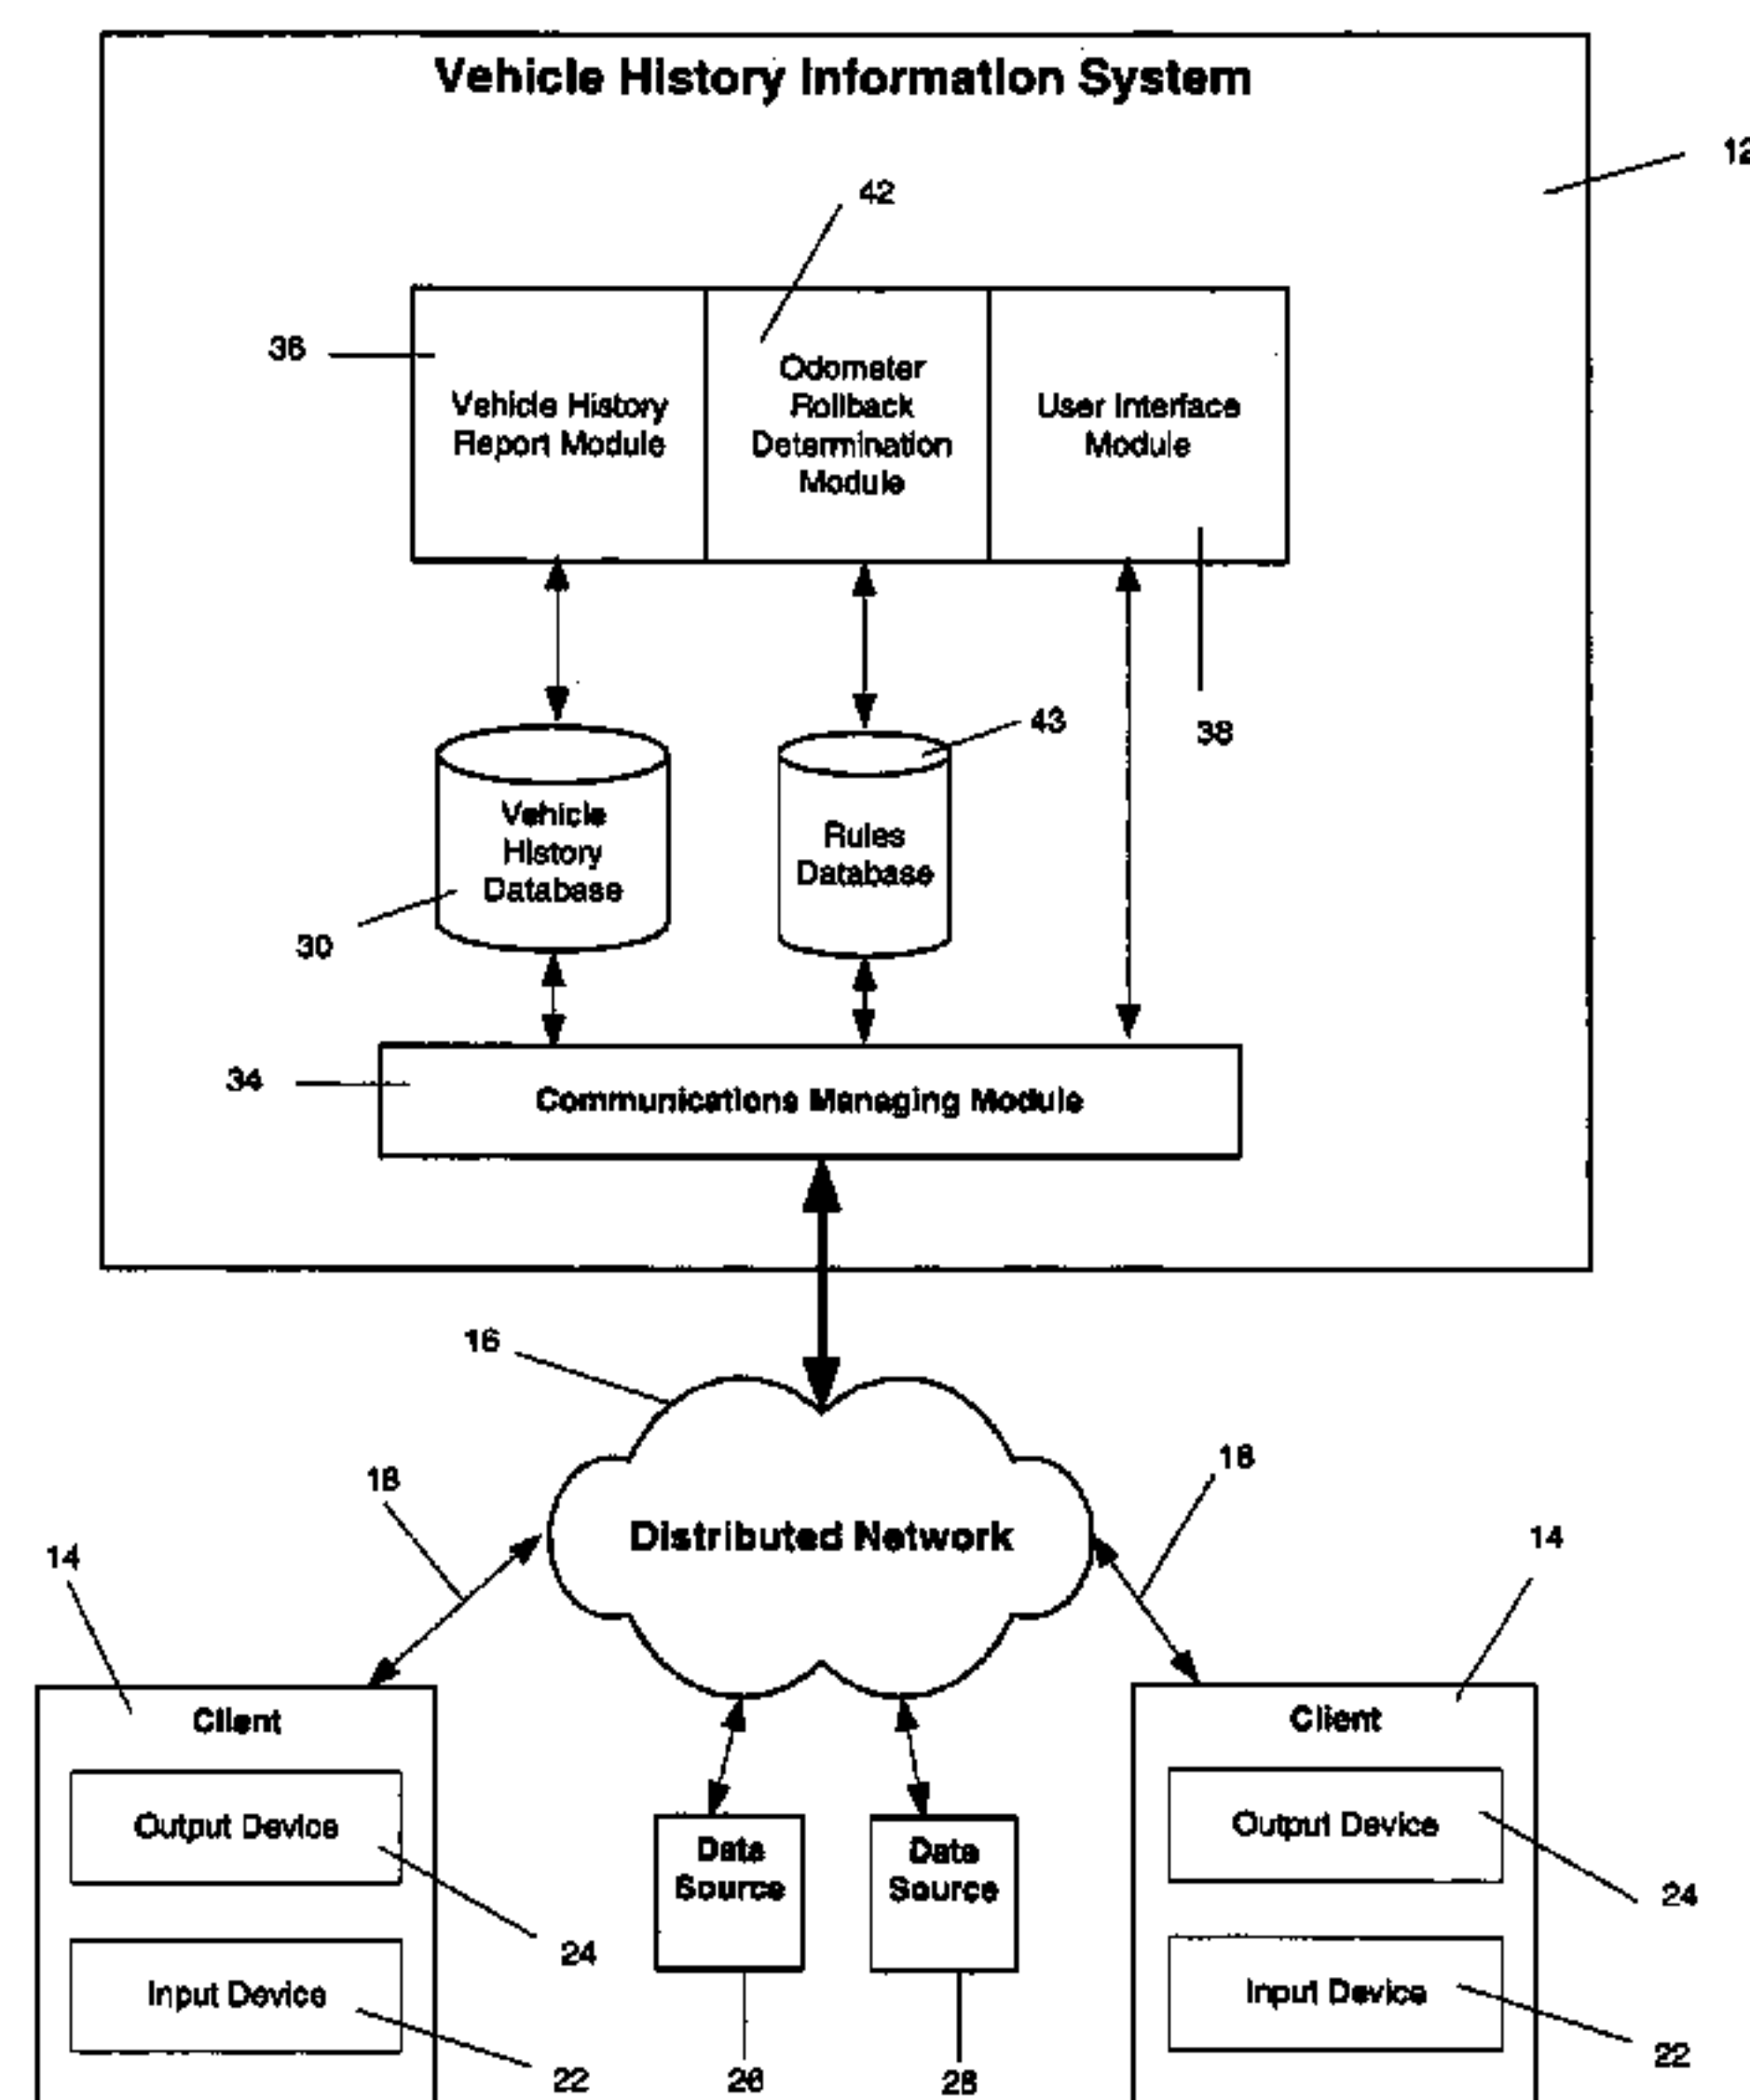 Vehicle History Information System
12
42
36
Vehicle History
Report Module
Odometer
Rollback
Determination
Module
User Interface
Module
38
43
Vehicle
History
Database
Rules
Database
30
34
Communications Managing Module
16
18
18
Distributed Network
14
14
Client
Output Device
24
Input Device
22
Data
Source
26
Data
Source
28
Client
Output Device
24
Input Device
22